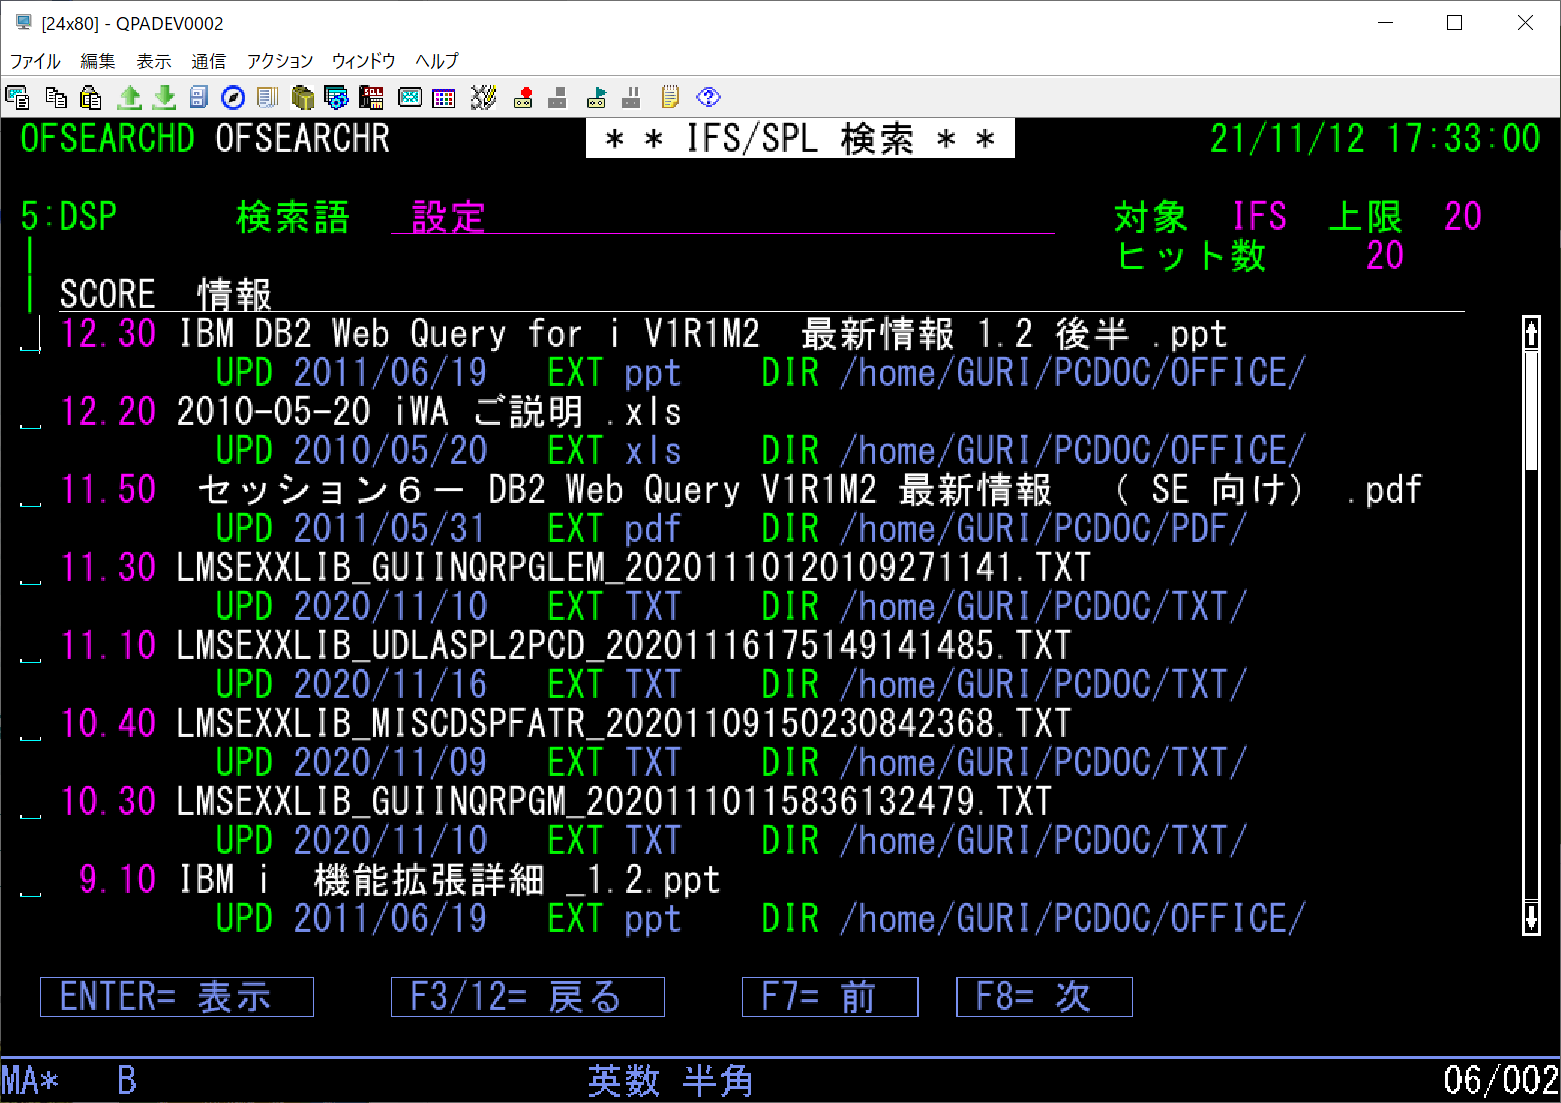 [24x80] - QPADEV0002
ファイル 編集 表示 通信 アクション ウィンドウ ヘルプ
OFSEARCHD OFSEARCHR * * IFS/SPL 検索 * * 21/11/12 17:33:00
5:DSP 検索語 設定 対象 IFS 上限 20
ヒット数 20
SCORE 情報
12.30 IBM DB2 Web Query for i V1R1M2 最新情報 1.2 後半 .ppt
UPD 2011/06/19 EXT ppt DIR /home/GURI/PCDOC/OFFICE/
12.20 2010-05-20 iWA ご説明 .xls
UPD 2010/05/20 EXT xls DIR /home/GURI/PCDOC/OFFICE/
11.50 セッション６ー DB2 Web Query V1R1M2 最新情報 （ SE 向け） .pdf
UPD 2011/05/31 EXT pdf DIR /home/GURI/PCDOC/PDF/
11.30 LMSEXXLIB_GUIINQRPGLEM_20201110120109271141.TXT
UPD 2020/11/10 EXT TXT DIR /home/GURI/PCDOC/TXT/
11.10 LMSEXXLIB_UDLASPL2PCD_20201116175149141485.TXT
UPD 2020/11/16 EXT TXT DIR /home/GURI/PCDOC/TXT/
10.40 LMSEXXLIB_MISCDSPFATR_20201109150230842368.TXT
UPD 2020/11/09 EXT TXT DIR /home/GURI/PCDOC/TXT/
10.30 LMSEXXLIB_GUIINQRPGM_20201110115836132479.TXT
UPD 2020/11/10 EXT TXT DIR /home/GURI/PCDOC/TXT/
9.10 IBM i 機能拡張詳細 _1.2.ppt
UPD 2011/06/19 EXT ppt DIR /home/GURI/PCDOC/OFFICE/
ENTER= 表示 F3/12= 戻る F7= 前 F8= 次
MA* B 英数 半角 06/002